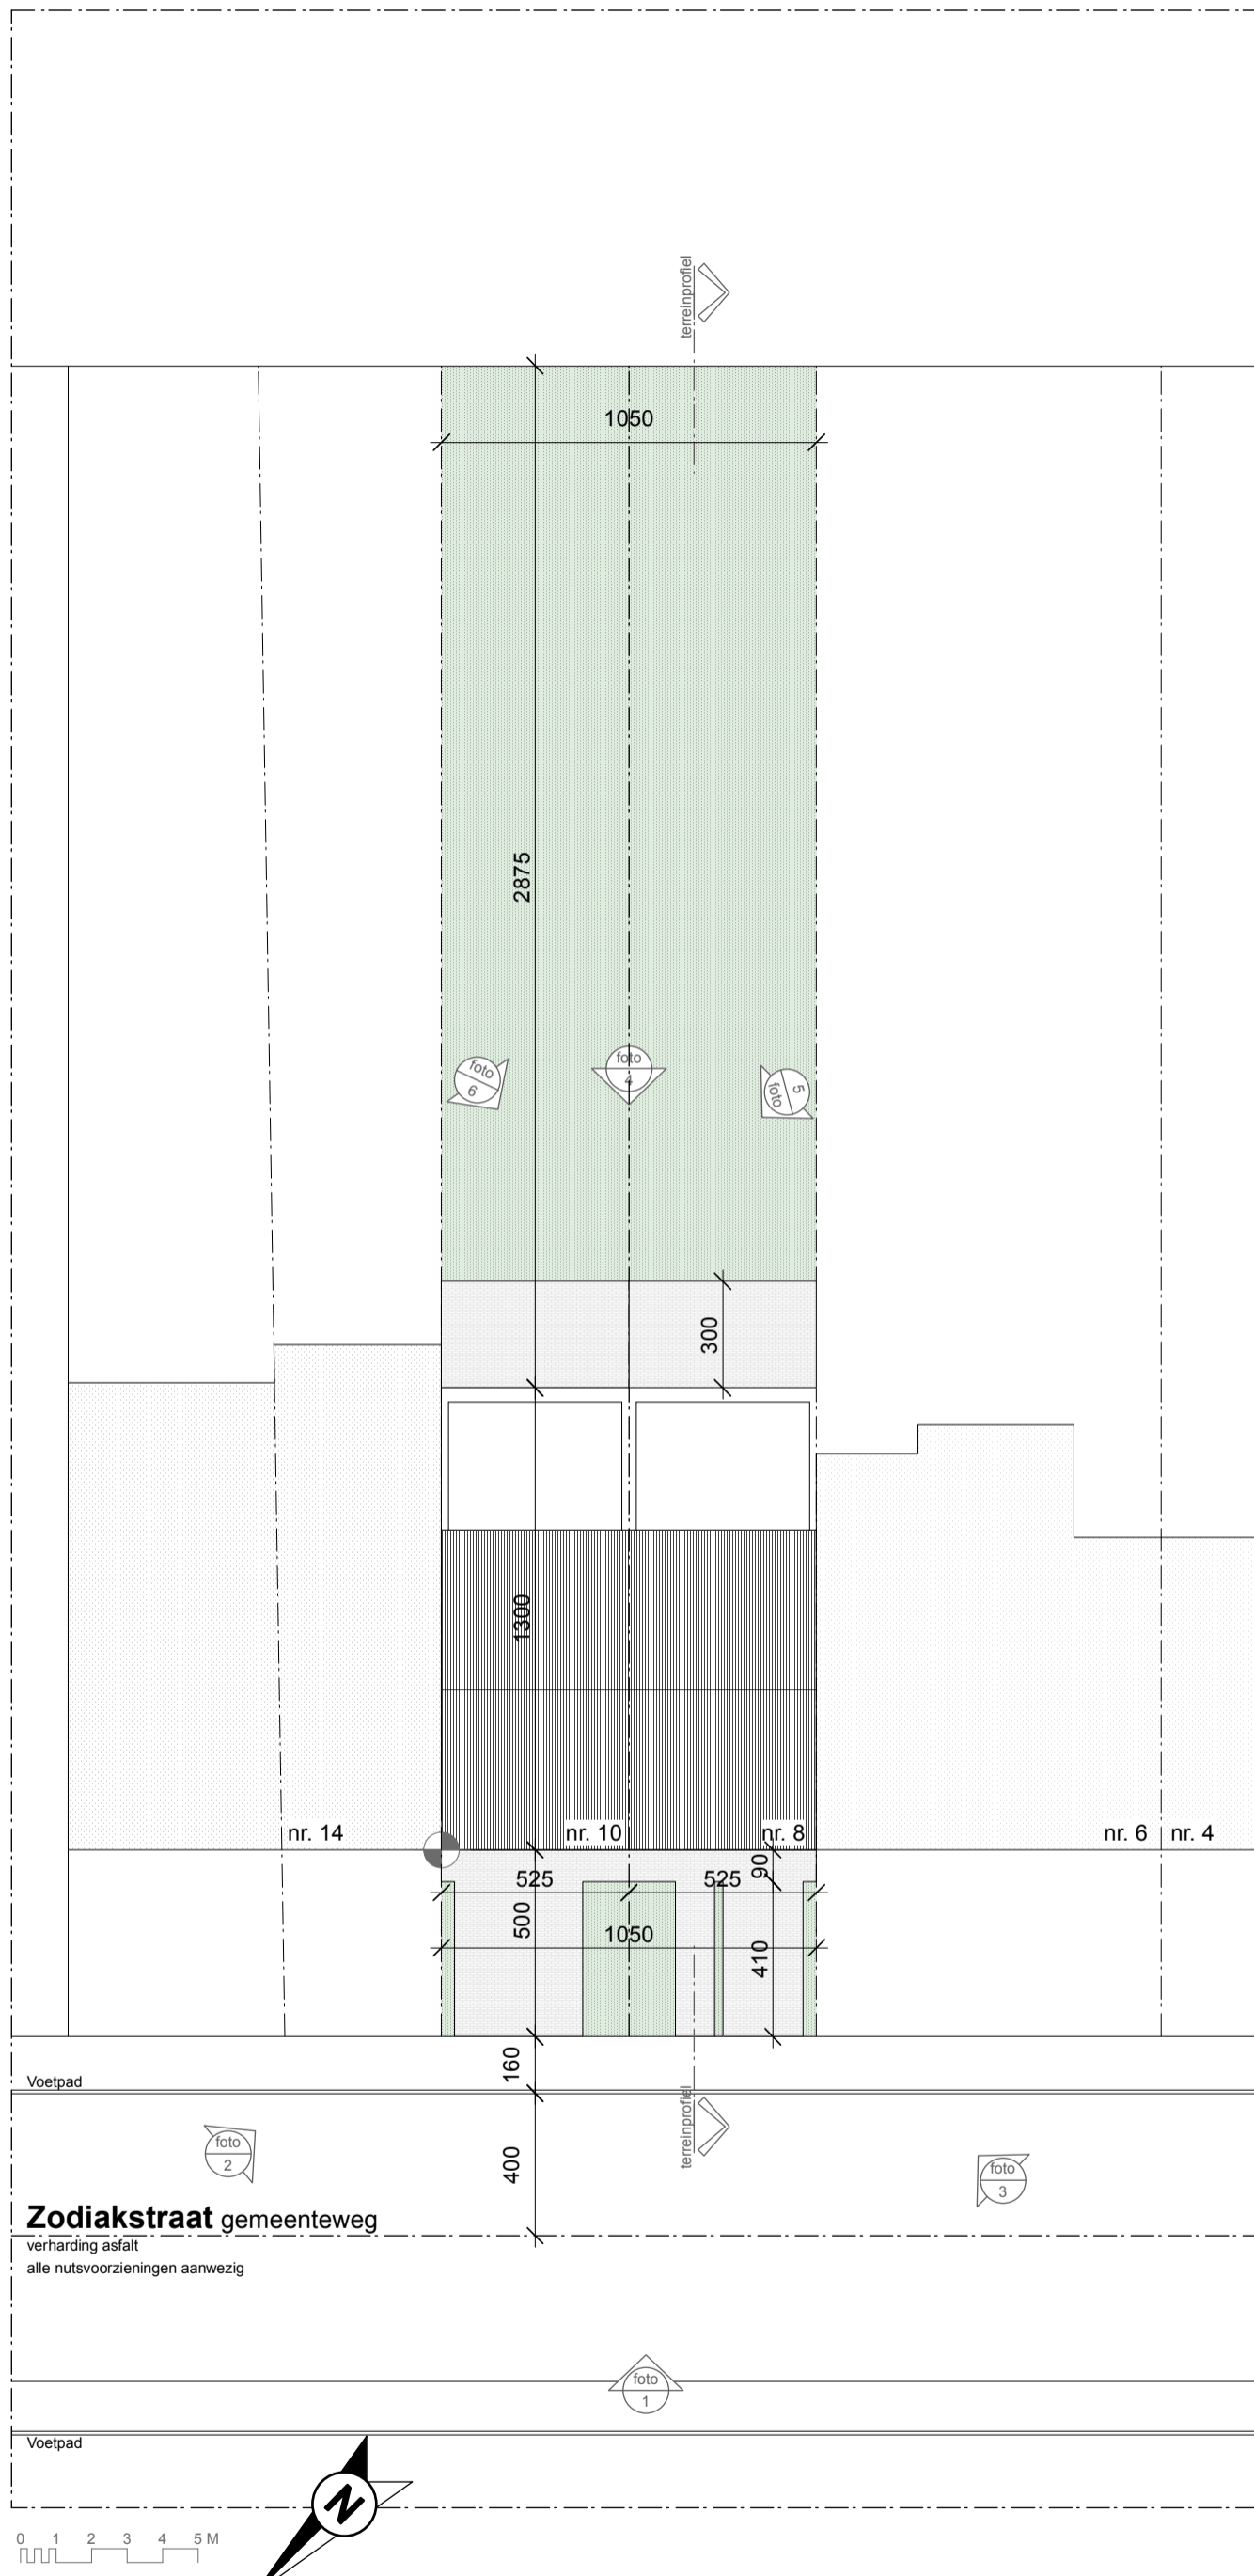 terreinprofiel
1050
2875
foto
6
foto
4
foto
5
300
1300
nr. 14
nr. 10
nr. 8
nr. 6
nr. 4
90
525
525
500
1050
410
160
Voetpad
terreinprofiel
foto
2
400
foto
3
Zodiakstraat gemeenteweg
verharding asfalt
alle nutsvoorzieningen aanwezig
foto
1
Voetpad
N
0 1 2 3 4 5 M